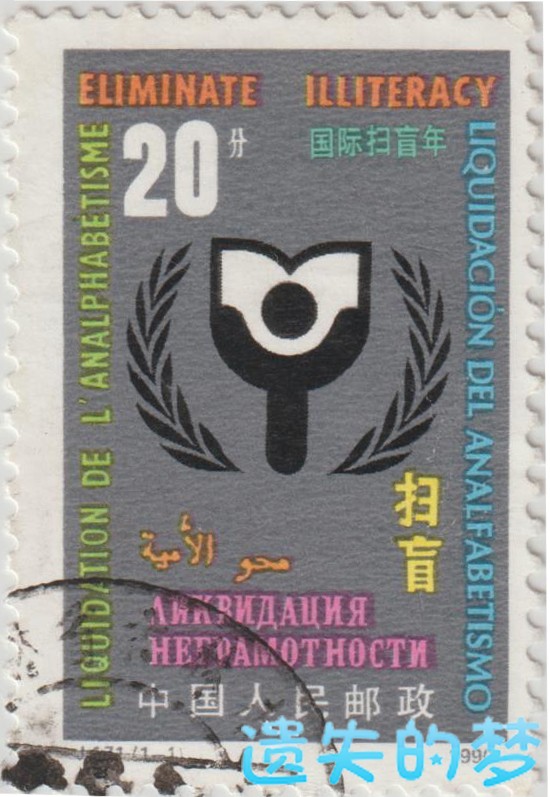 ELIMINATE ILLITERACY
20分
国际扫盲年
LIQUIDATION DE L'ANALPHABÉTISME
LIQUIDACIÓN DEL ANALFABETISMO
扫盲
محو الأمية
ЛИКВИДАЦИЯ
НЕГРАМОТНОСТИ
中国人民邮政
遗失的梦